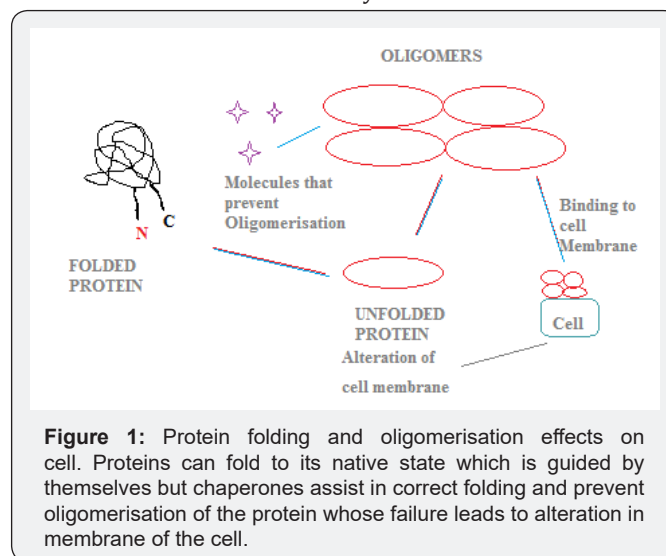 OLIGOMERS
Molecules that
prevent
Oligomerisation
C
N
Binding to
cell
Membrane
FOLDED
PROTEIN
UNFOLDED
PROTEIN
Cell
Alteration of
cell membrane
Figure 1: Protein folding and oligomerisation effects on
cell. Proteins can fold to its native state which is guided by
themselves but chaperones assist in correct folding and prevent
oligomerisation of the protein whose failure leads to alteration in
membrane of the cell.